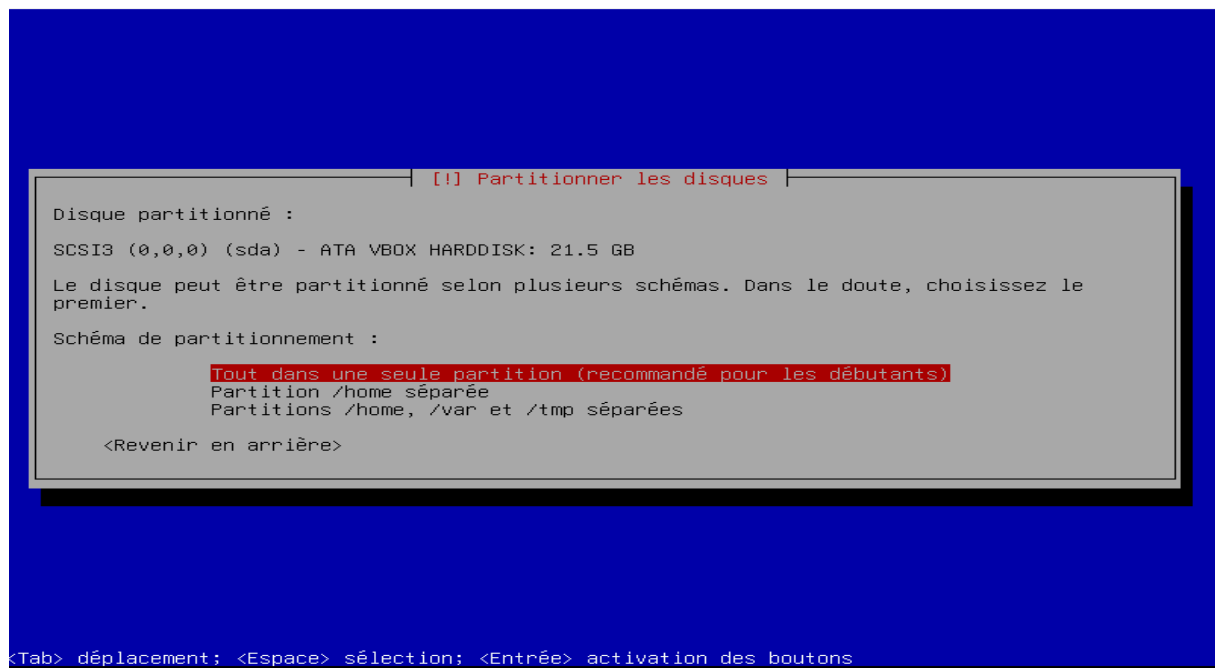 [!] Partitionner les disques
Disque partitionné :
SCSI3 (0,0,0) (sda) - ATA VBOX HARDDISK: 21.5 GB
Le disque peut être partitionné selon plusieurs schémas. Dans le doute, choisissez le
premier.
Schéma de partitionnement :
Tout dans une seule partition (recommandé pour les débutants)
Partition /home séparée
Partitions /home, /var et /tmp séparées
<Revenir en arrière>
<Tab> déplacement; <Espace> sélection; <Entrée> activation des boutons